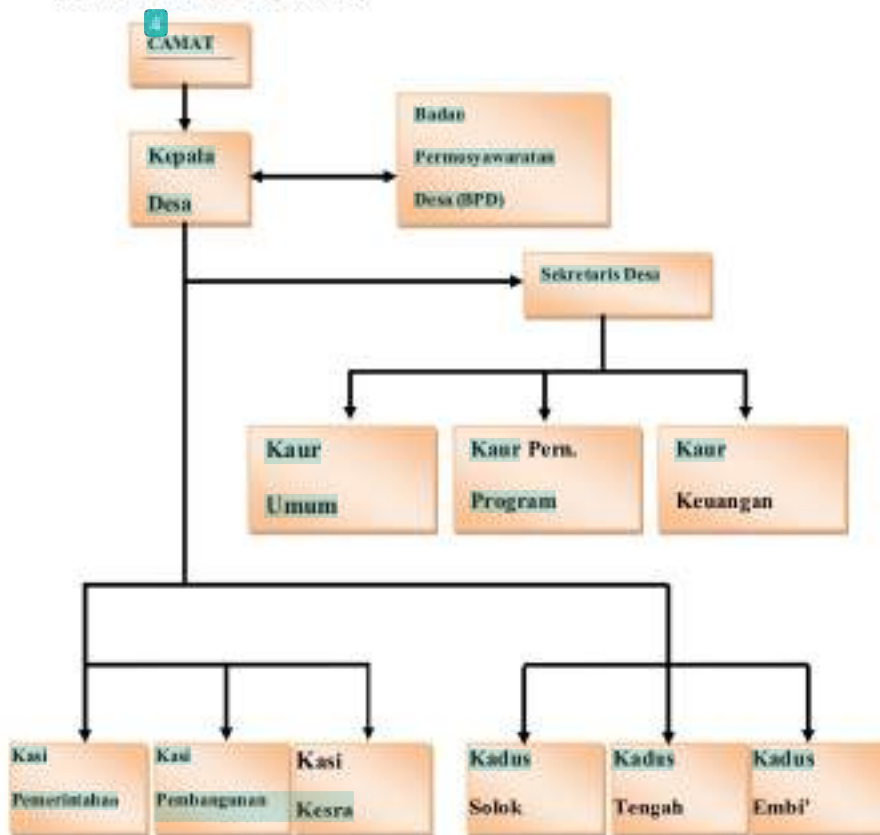 CAMAT
Kepala
Desa
Badan
Permusyawaratan
Desa (BPD)
Sekretaris Desa
Kaur
Umum
Kaur Pern.
Program
Kaur
Keuangan
Kasi
Pemerintahan
Kasi
Pembangunan
Kasi
Kesra
Kadus
Solok
Kadus
Tengah
Kadus
Embi'